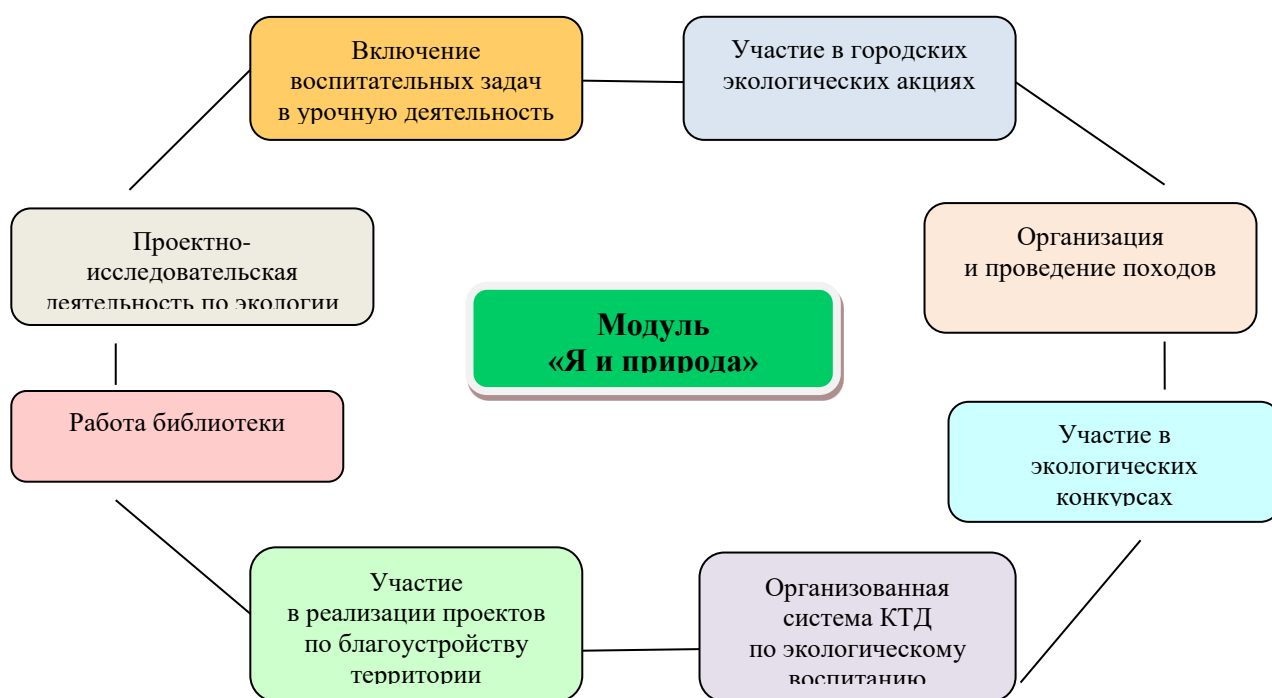 Включение
воспитательных задач
в урочную деятельность
Участие в городских
экологических акциях
Проектно-
исследовательская
деятельность по экологии
Организация
и проведение походов
Модуль
«Я и природа»
Работа библиотеки
Участие в
экологических
конкурсах
Участие
в реализации проектов
по благоустройству
территории
Организованная
система КТД
по экологическому
воспитанию